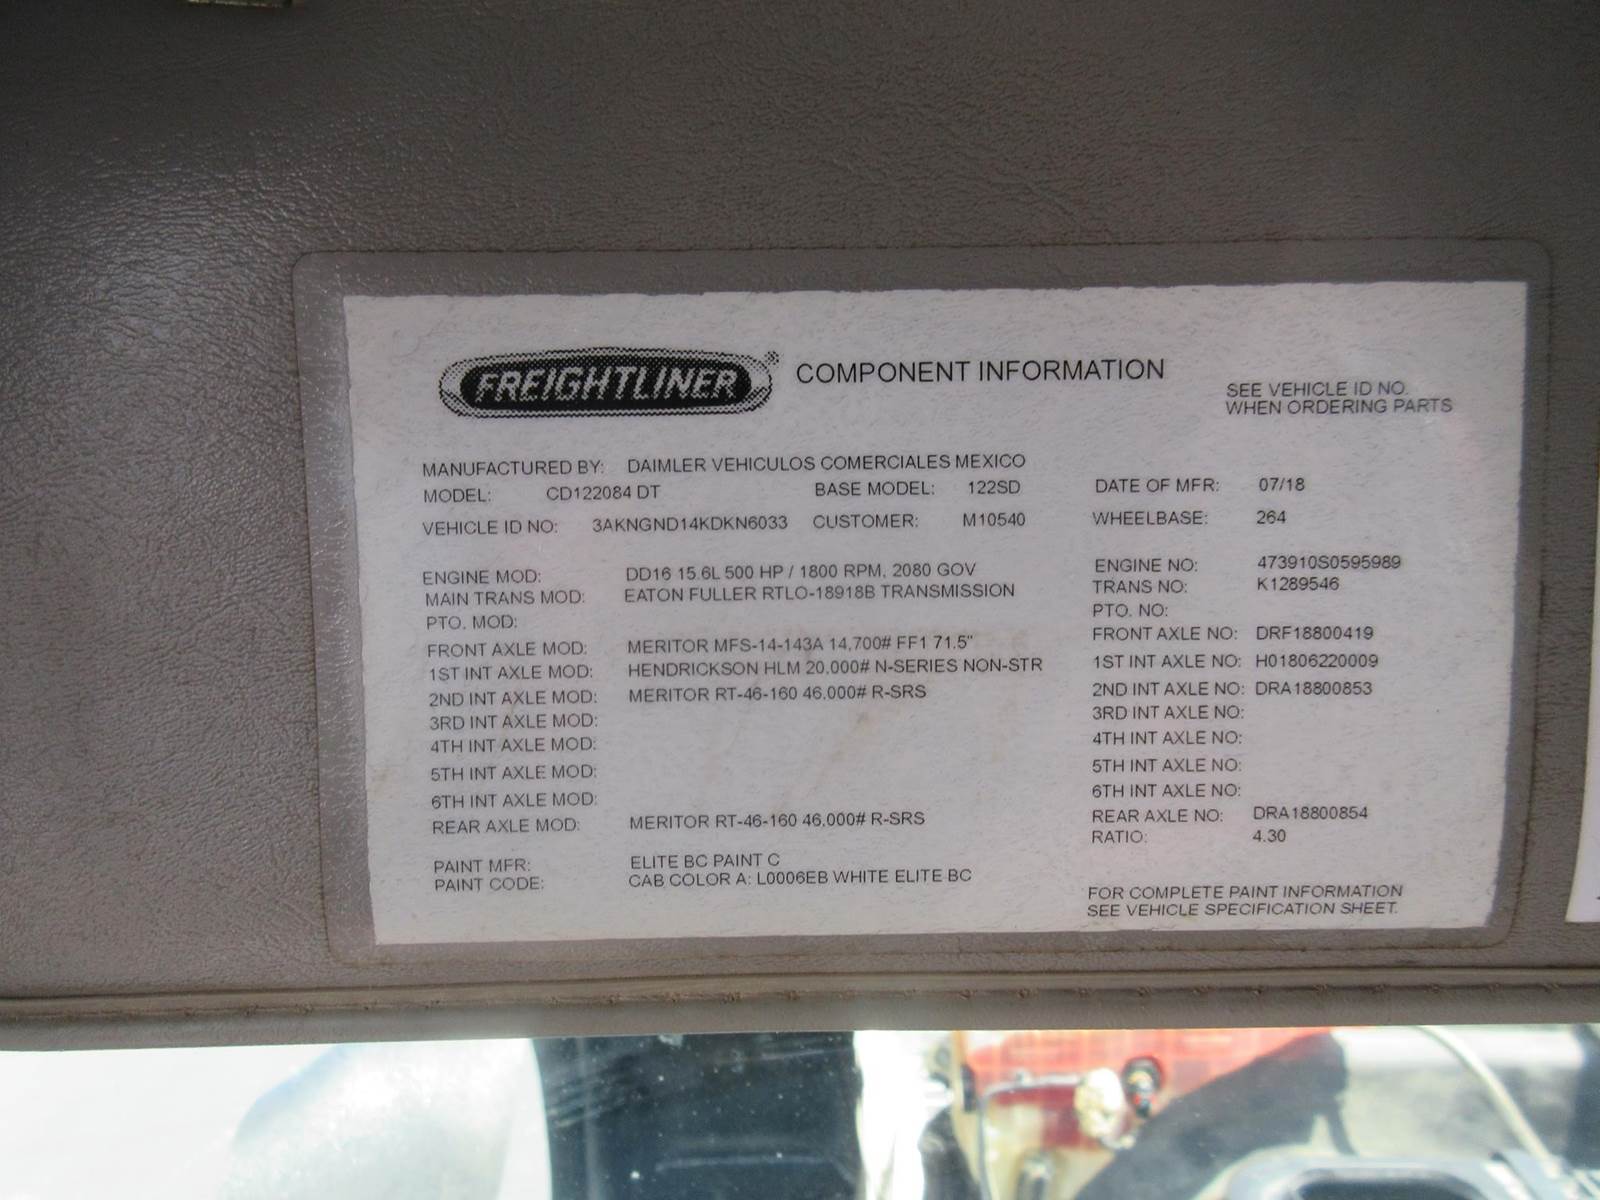 FREIGHTLINER® COMPONENT INFORMATION
SEE VEHICLE ID NO.
WHEN ORDERING PARTS
MANUFACTURED BY: DAIMLER VEHICULOS COMERCIALES MEXICO
MODEL: CD122084 DT BASE MODEL: 122SD DATE OF MFR: 07/18
VEHICLE ID NO: 3AKNGND14KDKN6033 CUSTOMER: M10540 WHEELBASE: 264
ENGINE MOD: DD16 15.6L 500 HP / 1800 RPM, 2080 GOV ENGINE NO: 473910S0595989
MAIN TRANS MOD: EATON FULLER RTLO-18918B TRANSMISSION TRANS NO: K1289546
PTO. MOD: PTO. NO:
FRONT AXLE MOD: MERITOR MFS-14-143A 14,700# FF1 71.5" FRONT AXLE NO: DRF18800419
1ST INT AXLE MOD: HENDRICKSON HLM 20,000# N-SERIES NON-STR 1ST INT AXLE NO: H01806220009
2ND INT AXLE MOD: MERITOR RT-46-160 46,000# R-SRS 2ND INT AXLE NO: DRA18800853
3RD INT AXLE MOD: 3RD INT AXLE NO:
4TH INT AXLE MOD: 4TH INT AXLE NO:
5TH INT AXLE MOD: 5TH INT AXLE NO:
6TH INT AXLE MOD: 6TH INT AXLE NO:
REAR AXLE MOD: MERITOR RT-46-160 46,000# R-SRS REAR AXLE NO: DRA18800854
RATIO: 4.30
PAINT MFR: ELITE BC PAINT C
PAINT CODE: CAB COLOR A: L0006EB WHITE ELITE BC
FOR COMPLETE PAINT INFORMATION
SEE VEHICLE SPECIFICATION SHEET.